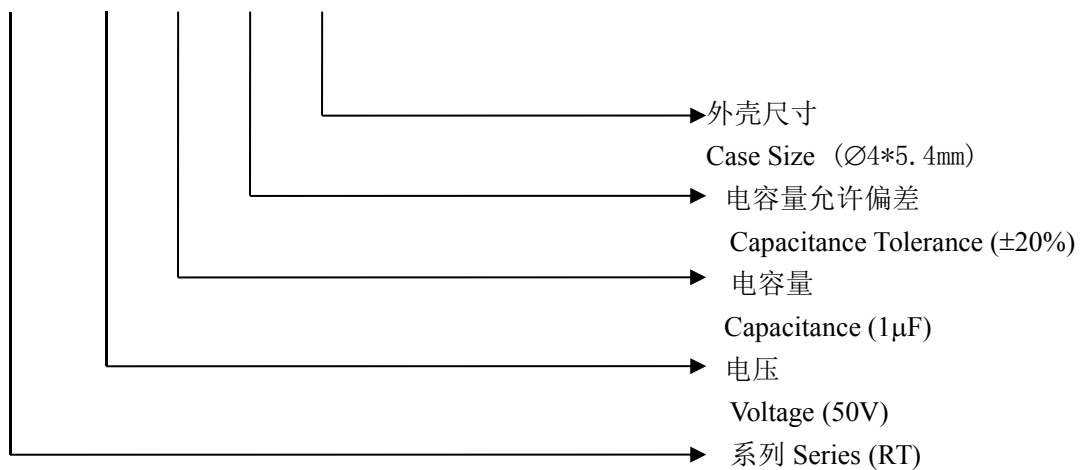 外壳尺寸
Case Size (∅4*5.4mm)
电容量允许偏差
Capacitance Tolerance (±20%)
电容量
Capacitance (1μF)
电压
Voltage (50V)
系列 Series (RT)